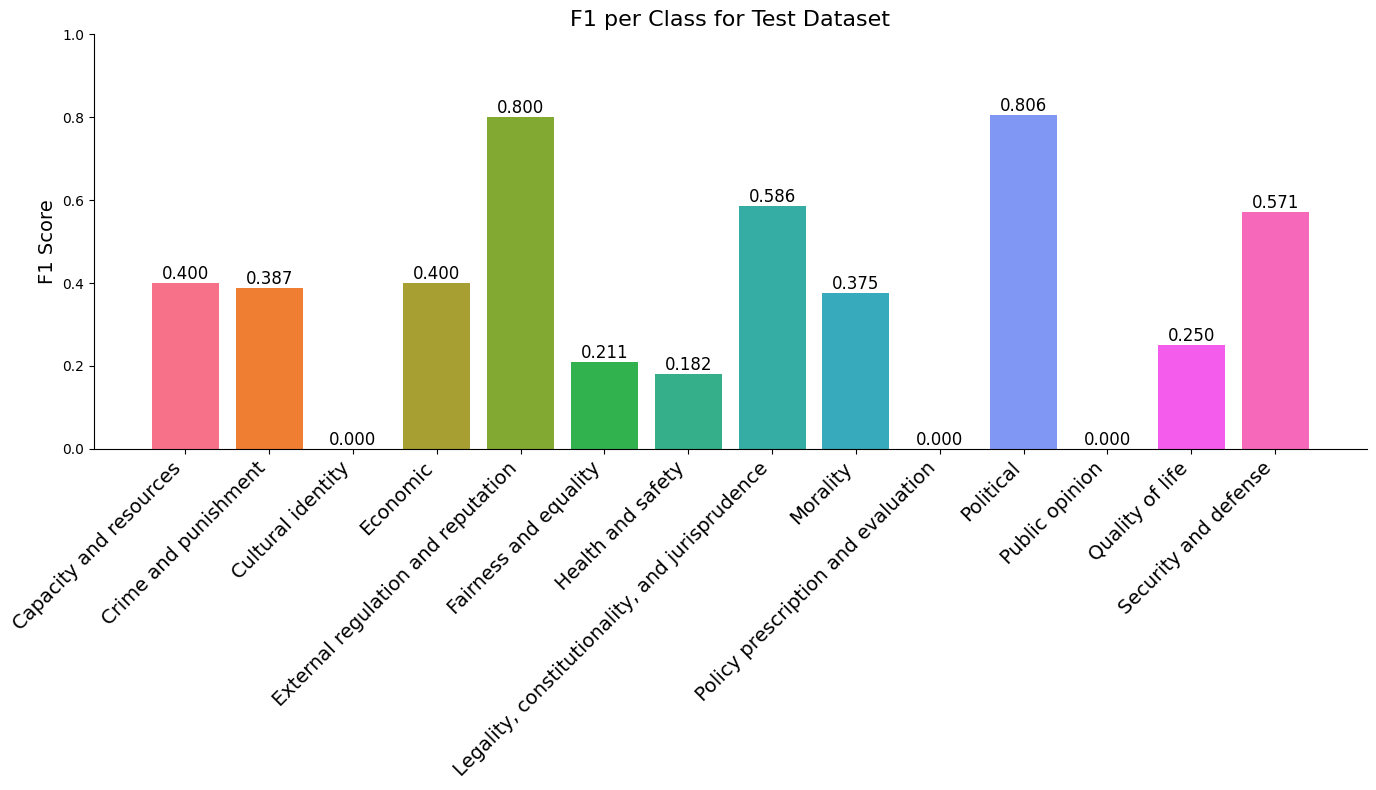 F1 per Class for Test Dataset
F1 Score
1.0
0.8
0.6
0.4
0.2
0.0
0.400
0.387
0.000
0.400
0.800
0.211
0.182
0.586
0.375
0.000
0.806
0.000
0.250
0.571
Capacity and resources
Crime and punishment
Cultural identity
Economic
External regulation and reputation
Fairness and equality
Health and safety
Legality, constitutionality, and jurisprudence
Morality
Policy prescription and evaluation
Political
Public opinion
Quality of life
Security and defense